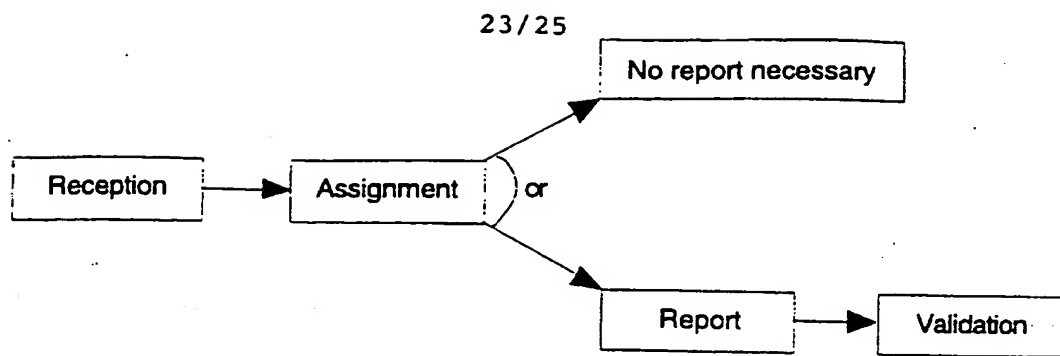 23/25
No report necessary
Reception
Assignment
or
Report
Validation